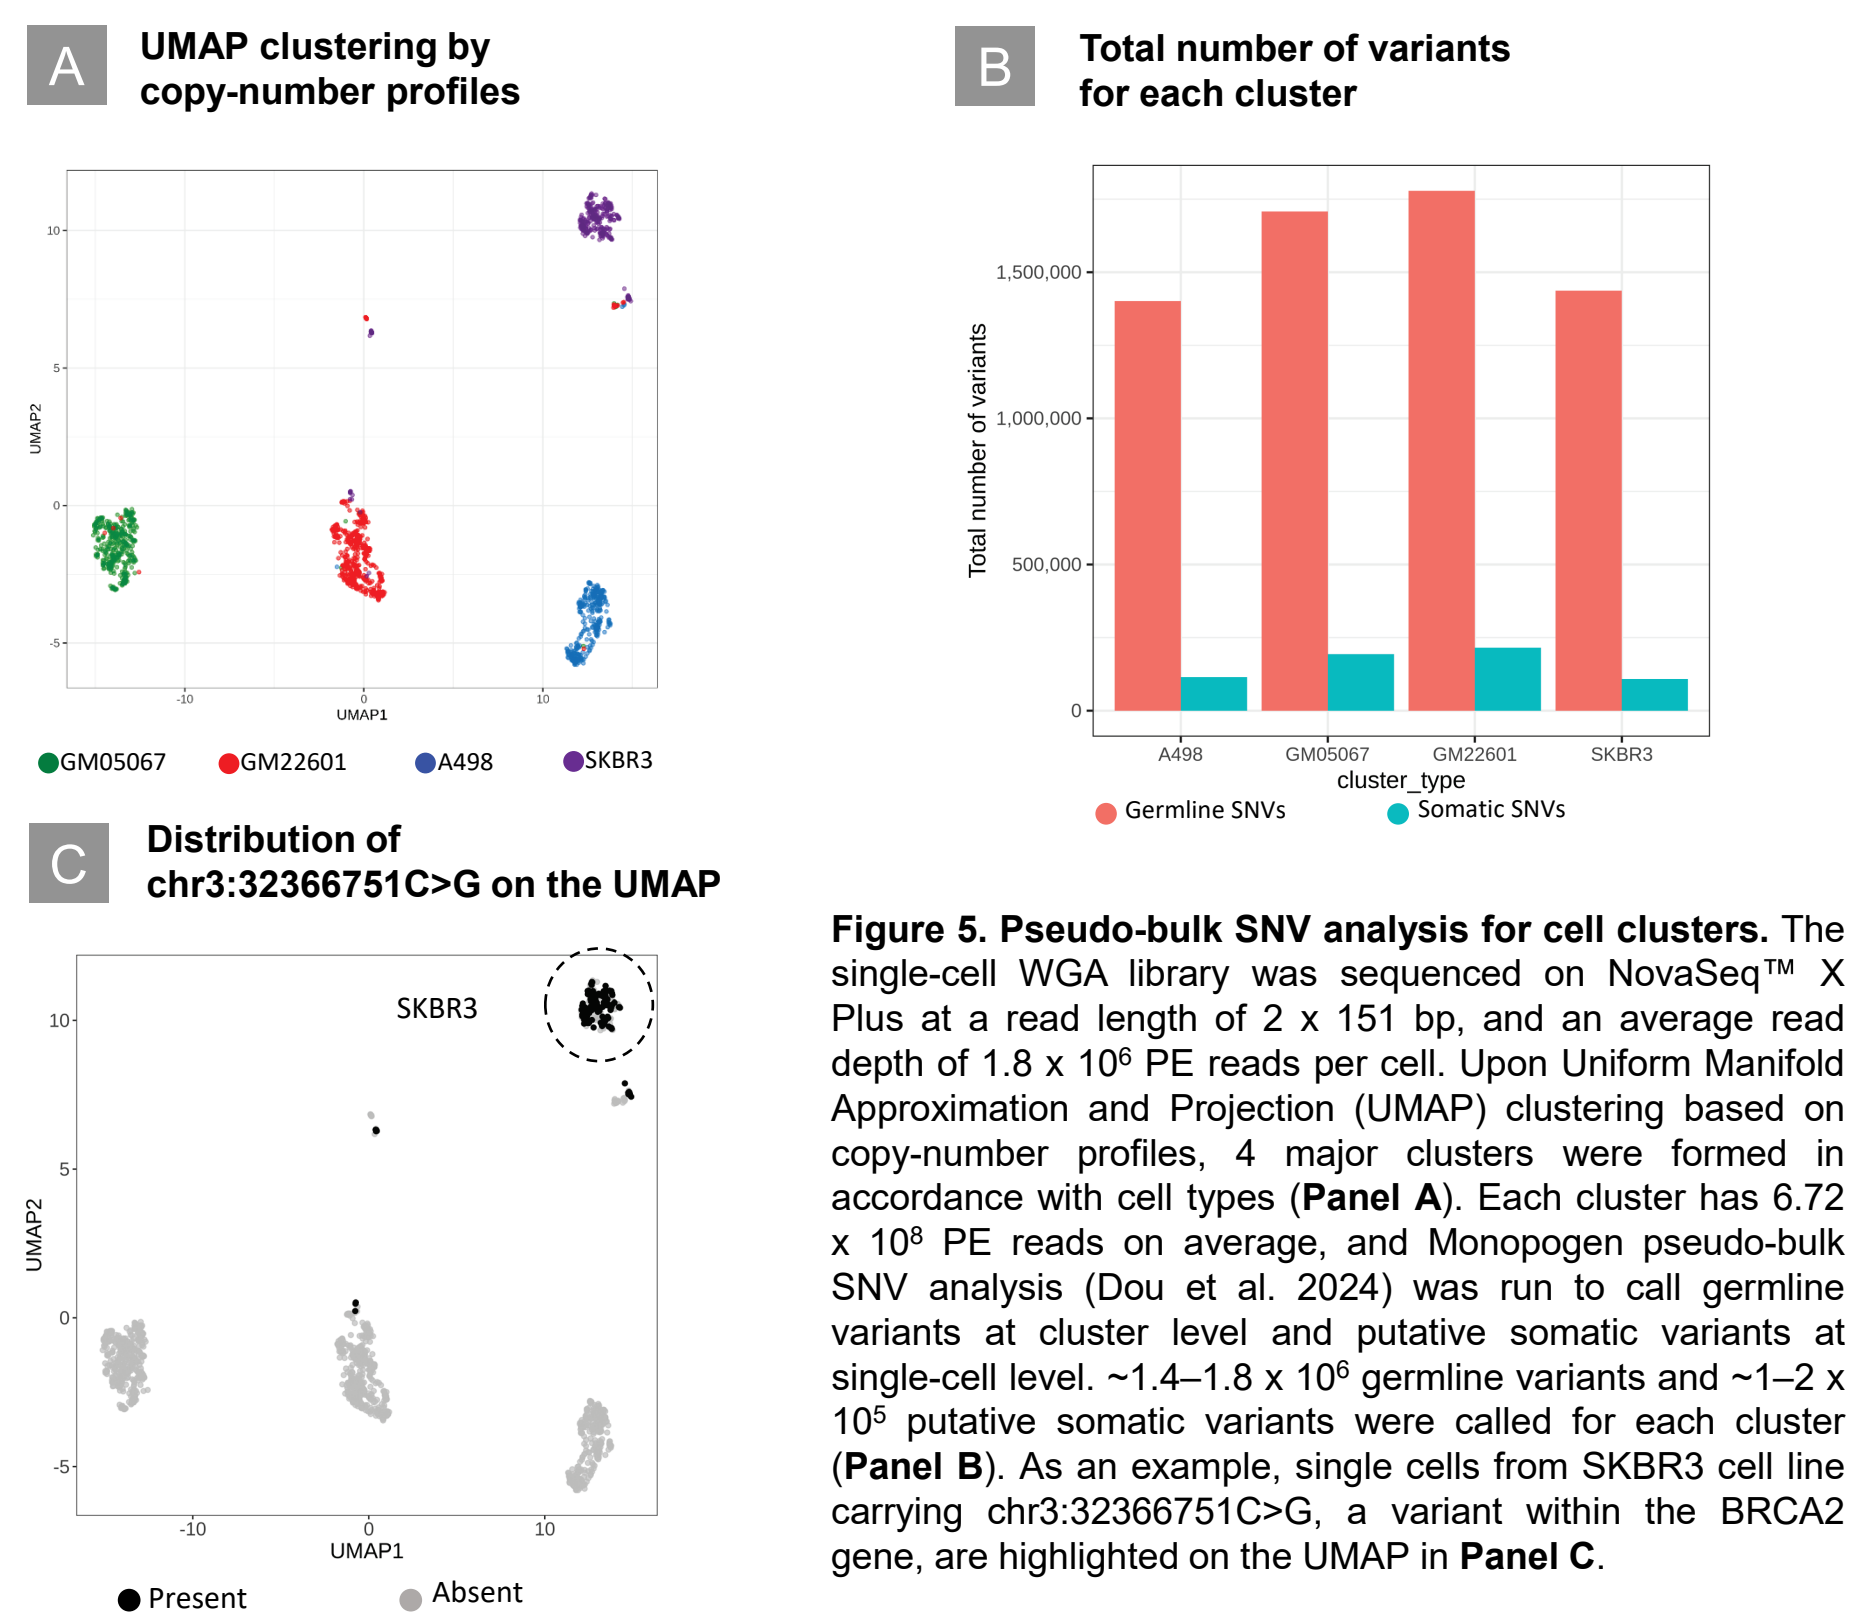 A
UMAP clustering by
copy-number profiles
10
5
0
-5
UMAP2
-10
0
10
UMAP1
GM05067
GM22601
A498
SKBR3
B
Total number of variants
for each cluster
1,500,000
1,000,000
500,000
0
Total number of variants
A498
GM05067
GM22601
SKBR3
cluster_type
Germline SNVs
Somatic SNVs
C
Distribution of
chr3:32366751C>G on the UMAP
SKBR3
10
5
0
-5
UMAP2
-10
0
10
UMAP1
Present
Absent
Figure 5. Pseudo-bulk SNV analysis for cell clusters. The
single-cell WGA library was sequenced on NovaSeq™ X
Plus at a read length of 2 x 151 bp, and an average read
depth of 1.8 x 10⁶ PE reads per cell. Upon Uniform Manifold
Approximation and Projection (UMAP) clustering based on
copy-number profiles, 4 major clusters were formed in
accordance with cell types (Panel A). Each cluster has 6.72
x 10⁸ PE reads on average, and Monopogen pseudo-bulk
SNV analysis (Dou et al. 2024) was run to call germline
variants at cluster level and putative somatic variants at
single-cell level. ~1.4–1.8 x 10⁶ germline variants and ~1–2 x
10⁵ putative somatic variants were called for each cluster
(Panel B). As an example, single cells from SKBR3 cell line
carrying chr3:32366751C>G, a variant within the BRCA2
gene, are highlighted on the UMAP in Panel C.